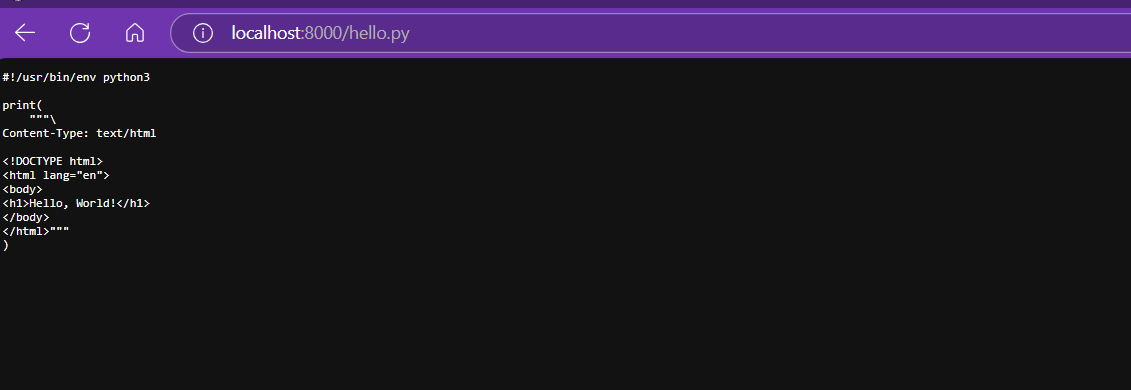 localhost:8000/hello.py
#!/usr/bin/env python3
print(
    """\
Content-Type: text/html
<!DOCTYPE html>
<html lang="en">
<body>
<h1>Hello, World!</h1>
</body>
</html>"""
)